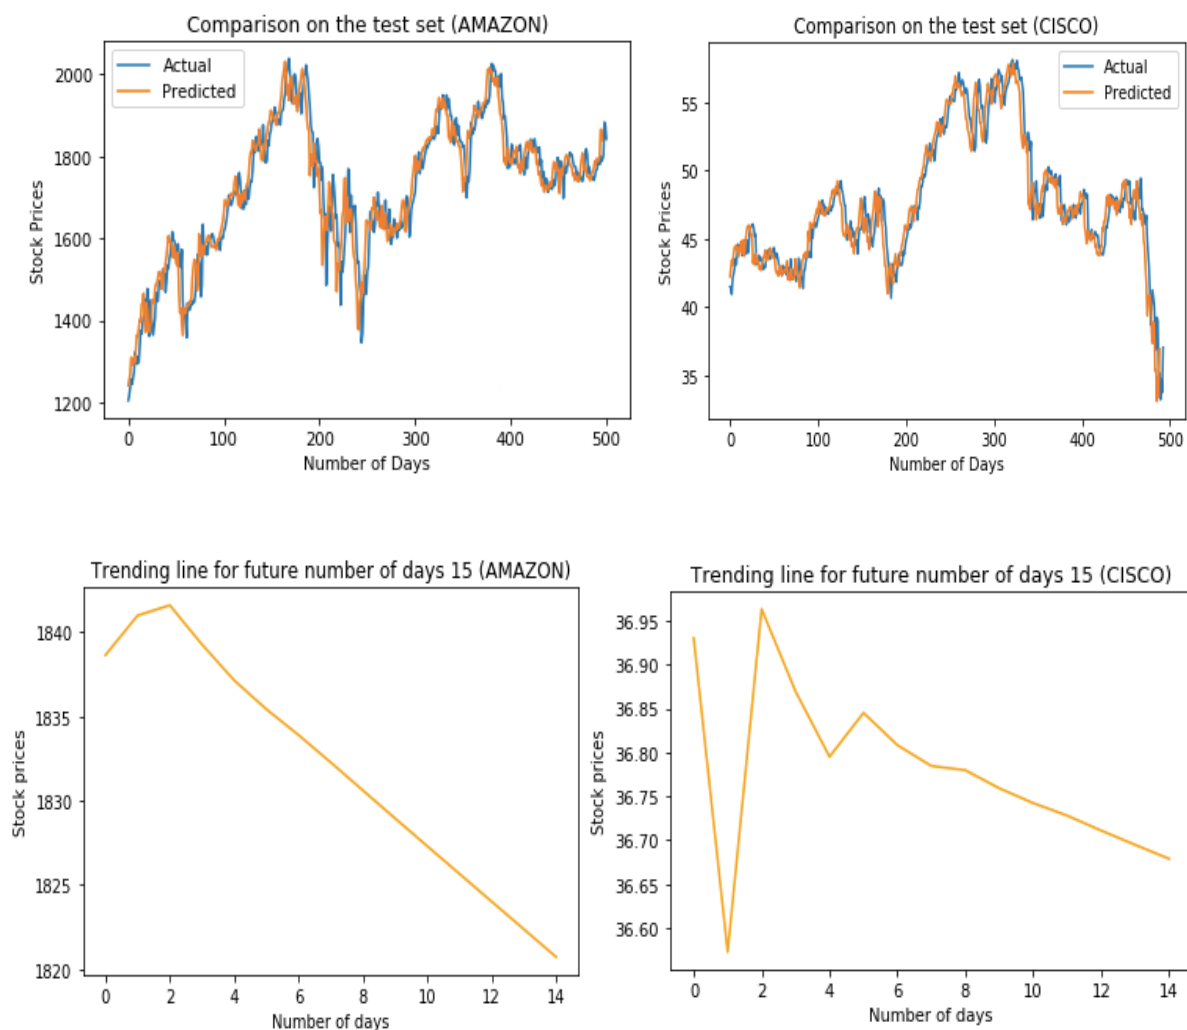 Comparison on the test set (AMAZON)
Actual
Predicted
2000
1800
1600
1400
1200
Stock Prices
0 100 200 300 400 500
Number of Days
Comparison on the test set (CISCO)
Actual
Predicted
55
50
45
40
35
Stock Prices
0 100 200 300 400 500
Number of Days
Trending line for future number of days 15 (AMAZON)
1840
1835
1830
1825
1820
Stock prices
0 2 4 6 8 10 12 14
Number of days
Trending line for future number of days 15 (CISCO)
36.95
36.90
36.85
36.80
36.75
36.70
36.65
36.60
Stock prices
0 2 4 6 8 10 12 14
Number of days